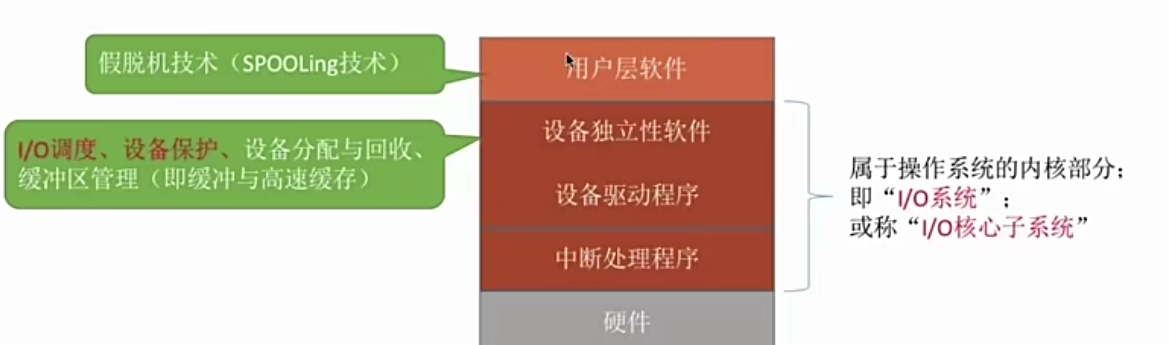 假脱机技术（SPOOLing技术）
用户层软件
I/O调度、设备保护、设备分配与回收、
缓冲区管理（即缓冲与高速缓存）
设备独立性软件
设备驱动程序
中断处理程序
硬件
属于操作系统的内核部分；
即“I/O系统”；
或称“I/O核心子系统”